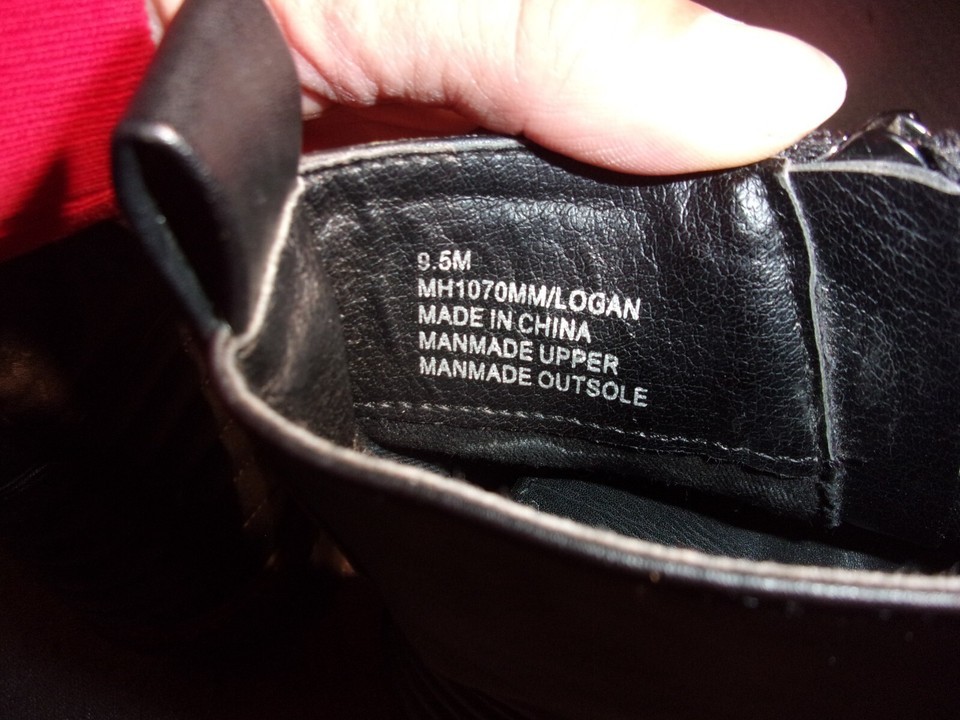 9.5M
MH1070MM/LOGAN
MADE IN CHINA
MANMADE UPPER
MANMADE OUTSOLE